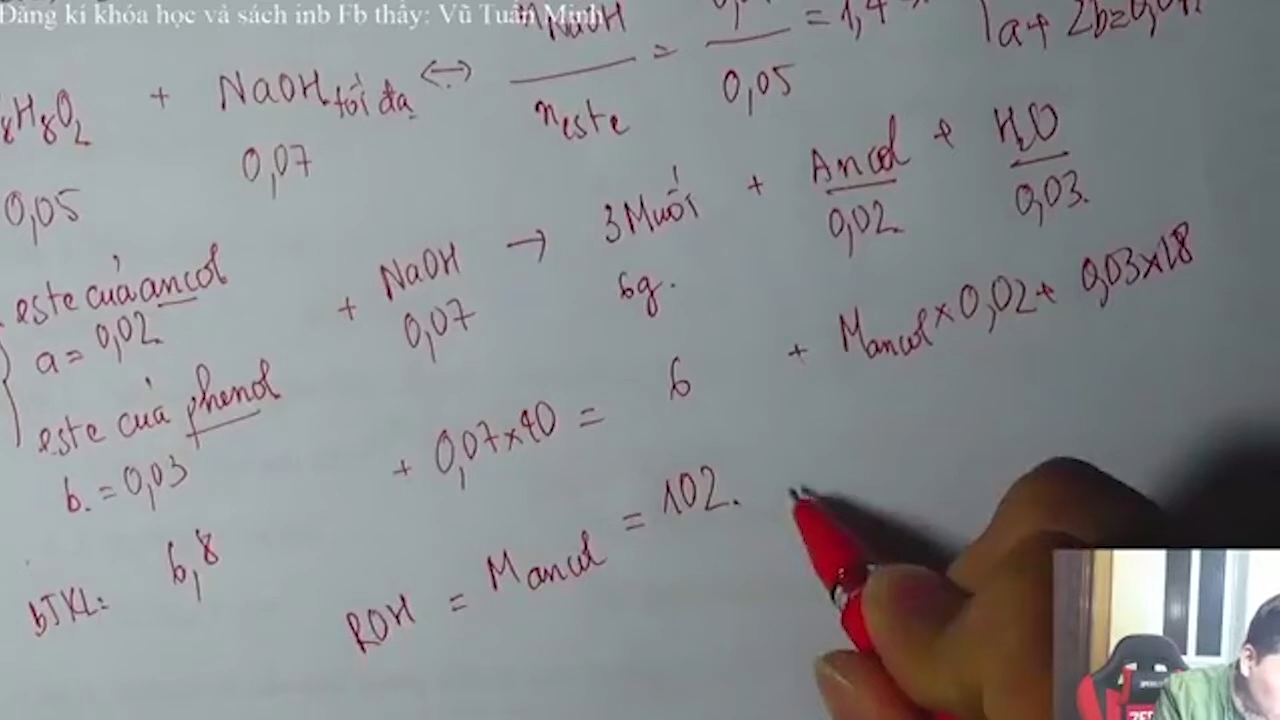 Đăng kí khóa học và sách inb Fb thầy: Vũ Tuấn Minh
H8O2 + NaOH tối đa <-> nNaOH / neste = / 0,05 = 1,4
1a + 2b =
0,05 0,07
este của ancol + NaOH → 3 Muối + Ancol + H2O
a = 0,02 0,07 6g. 0,02 0,03.
este của phenol
b. = 0,03
BTKL: 6,8 + 0,07×40 = 6 + Mancol × 0,02 + 0,03×18
ROH = Mancol = 102.